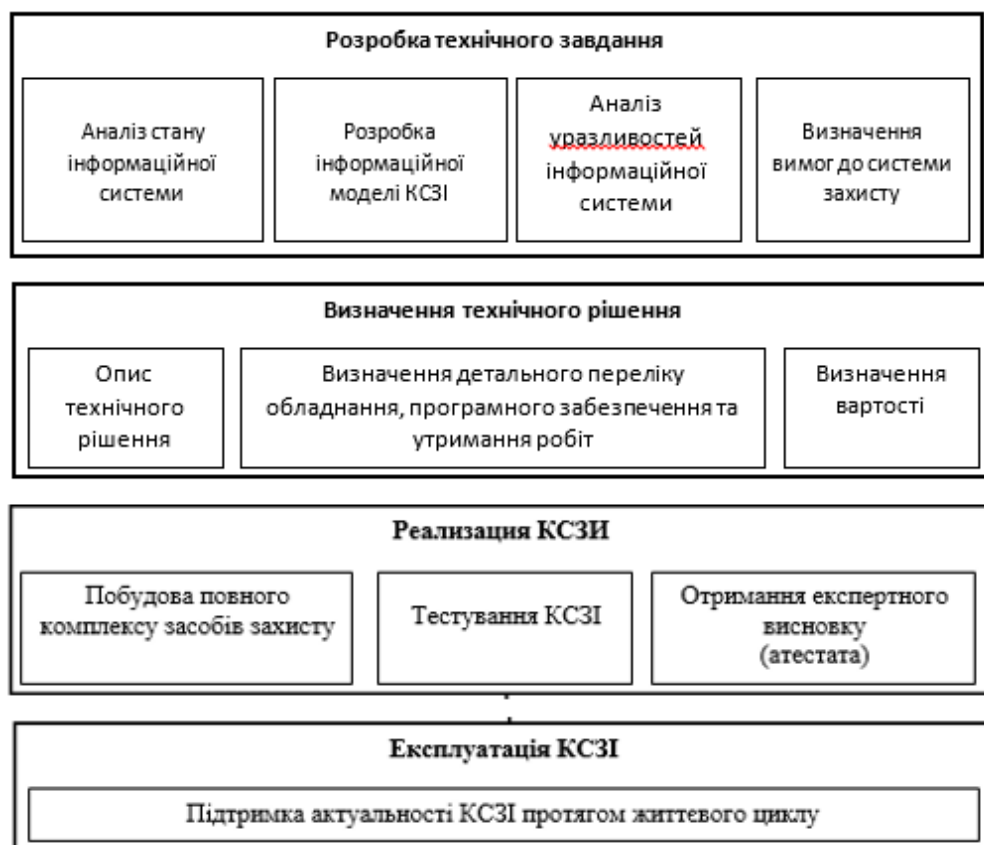 Розробка технічного завдання
Аналіз стану
інформаційної
системи
Розробка
інформаційної
моделі КСЗІ
Аналіз
уразливостей
інформаційної
системи
Визначення
вимог до системи
захисту
Визначення технічного рішення
Опис
технічного
рішення
Визначення детального переліку
обладнання, програмного забезпечення та
утримання робіт
Визначення
вартості
Реализация КСЗИ
Побудова повного
комплексу засобів захисту
Тестування КСЗІ
Отримання експертного
висновку
(атестата)
Експлуатація КСЗІ
Підтримка актуальності КСЗІ протягом життєвого циклу